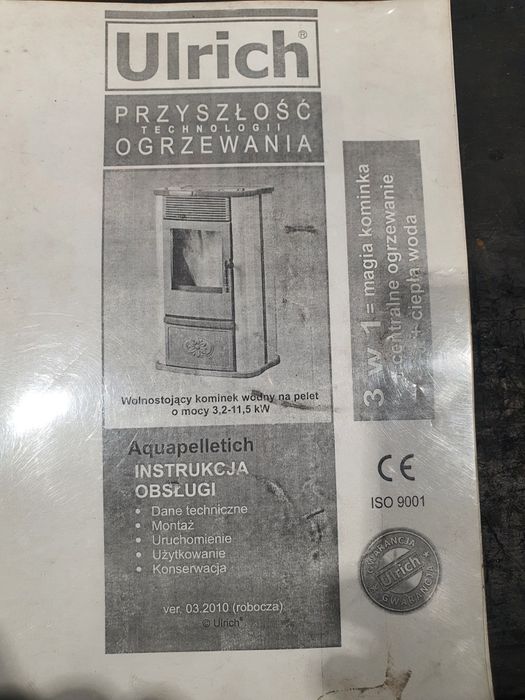 Ulrich®
PRZYSZŁOŚĆ
TECHNOLOGII
OGRZEWANIA
Wolnostojący kominek wodny na pelet
o mocy 3,2-11,5 kW
Aquapelletich
INSTRUKCJA
OBSŁUGI
• Dane techniczne
• Montaż
• Uruchomienie
• Użytkowanie
• Konserwacja
ver. 03.2010 (robocza)
© Ulrich®
3 w 1 = magia kominka
centralne ogrzewanie
+ ciepła woda
CE
ISO 9001
GWARANCJA
Ulrich
GWARANCJA